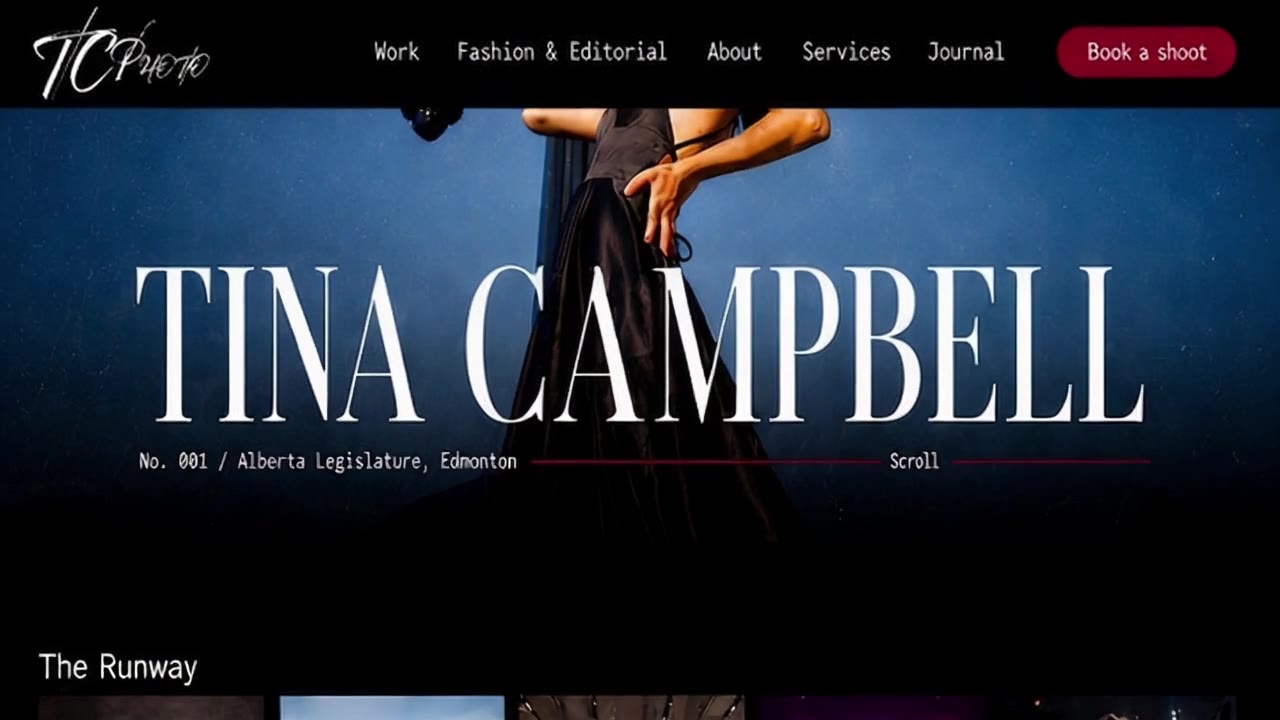 TCPHOTO
Work Fashion & Editorial About Services Journal Book a shoot
TINA CAMPBELL
No. 001 / Alberta Legislature, Edmonton Scroll
The Runway